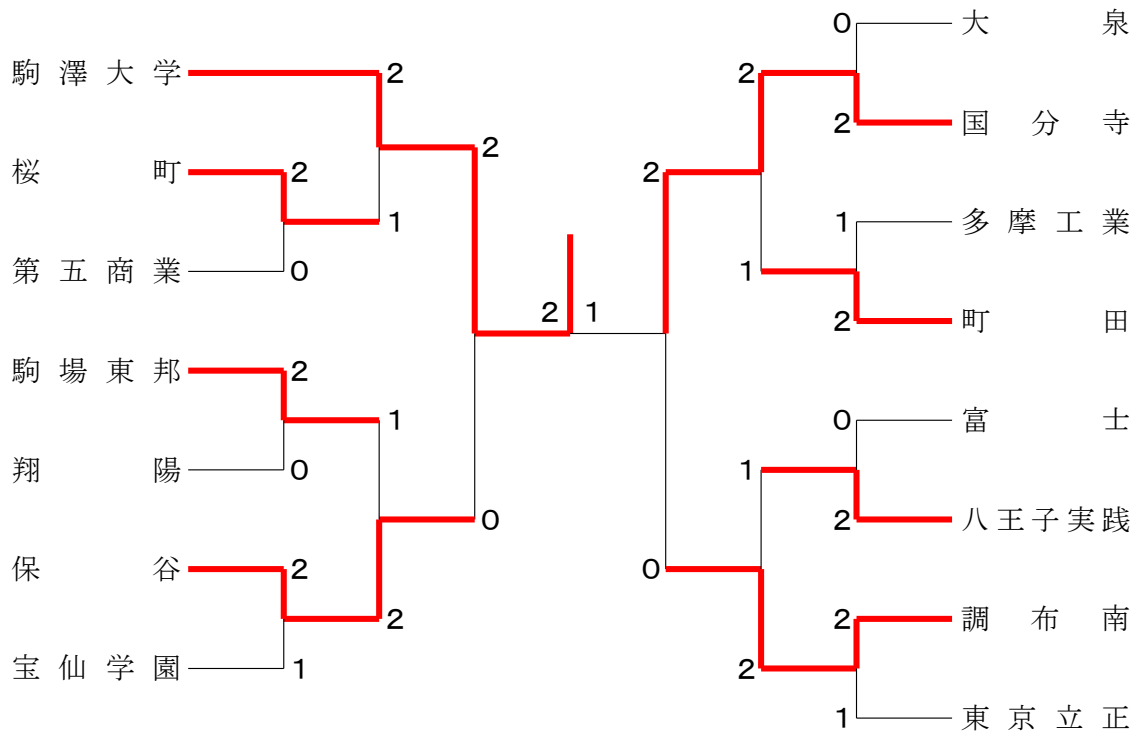 駒澤大学
桜町
第五商業
駒場東邦
翔陽
保谷
宝仙学園
2
2
0
1
2
0
2
1
2
1
2
0
2
1
2
0
2
1
0
2
1
2
0
2
1
2
2
1
大泉
国分寺
多摩工業
町田
富士
八王子実践
調布南
東京立正